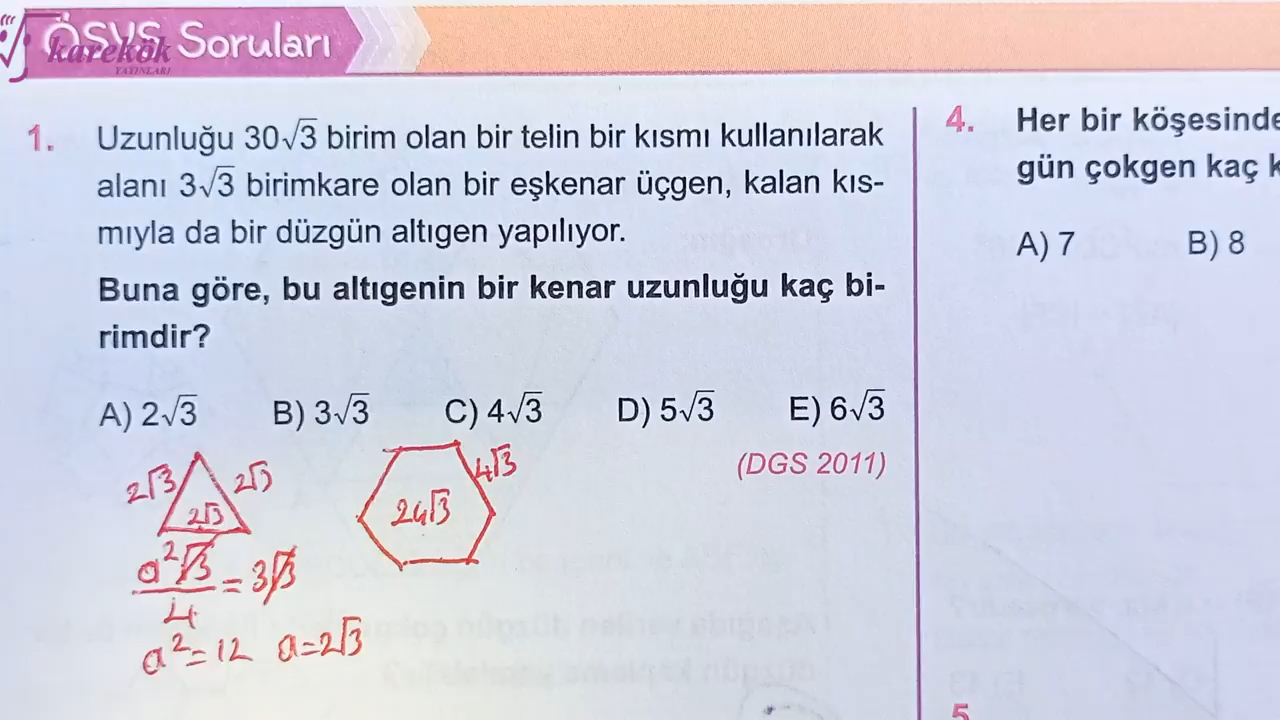 ÖSYS Soruları
karekök
YAYINLARI
1. Uzunluğu 30√3 birim olan bir telin bir kısmı kullanılarak
alanı 3√3 birimkare olan bir eşkenar üçgen, kalan kıs-
mıyla da bir düzgün altıgen yapılıyor.
Buna göre, bu altıgenin bir kenar uzunluğu kaç bi-
rimdir?
A) 2√3 B) 3√3 C) 4√3 D) 5√3 E) 6√3
(DGS 2011)
2√3 2√3
2√3
a²√3/4 = 3√3
a²=12 a=2√3
4√3
24√3
4. Her bir köşesinde
gün çokgen kaç k
A) 7 B) 8
5